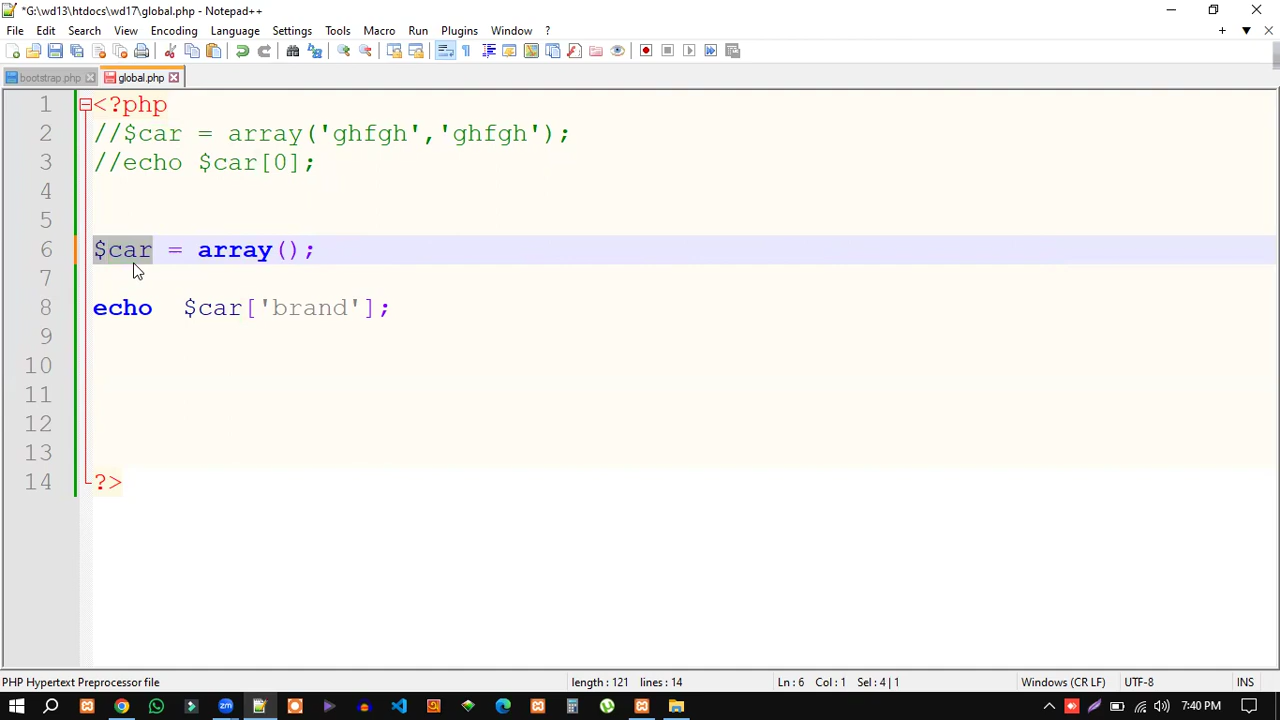 *G:\wd13\htdocs\wd17\global.php - Notepad++
File Edit Search View Encoding Language Settings Tools Macro Run Plugins Window ?
bootstrap.php global.php
1 <?php
2 //$car = array('ghfgh','ghfgh');
3 //echo $car[0];
4
5
6 $car = array();
7
8 echo  $car['brand'];
9
10
11
12
13
14 ?>
PHP Hypertext Preprocessor file length : 121 lines : 14 Ln : 6 Col : 1 Sel : 4 | 1 Windows (CR LF) UTF-8 INS
7:40 PM